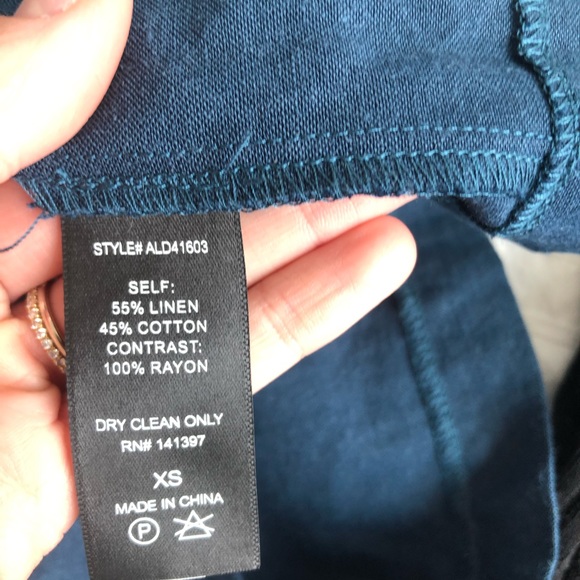 STYLE# ALD41603
SELF:
55% LINEN
45% COTTON
CONTRAST:
100% RAYON
DRY CLEAN ONLY
RN# 141397
XS
MADE IN CHINA
P